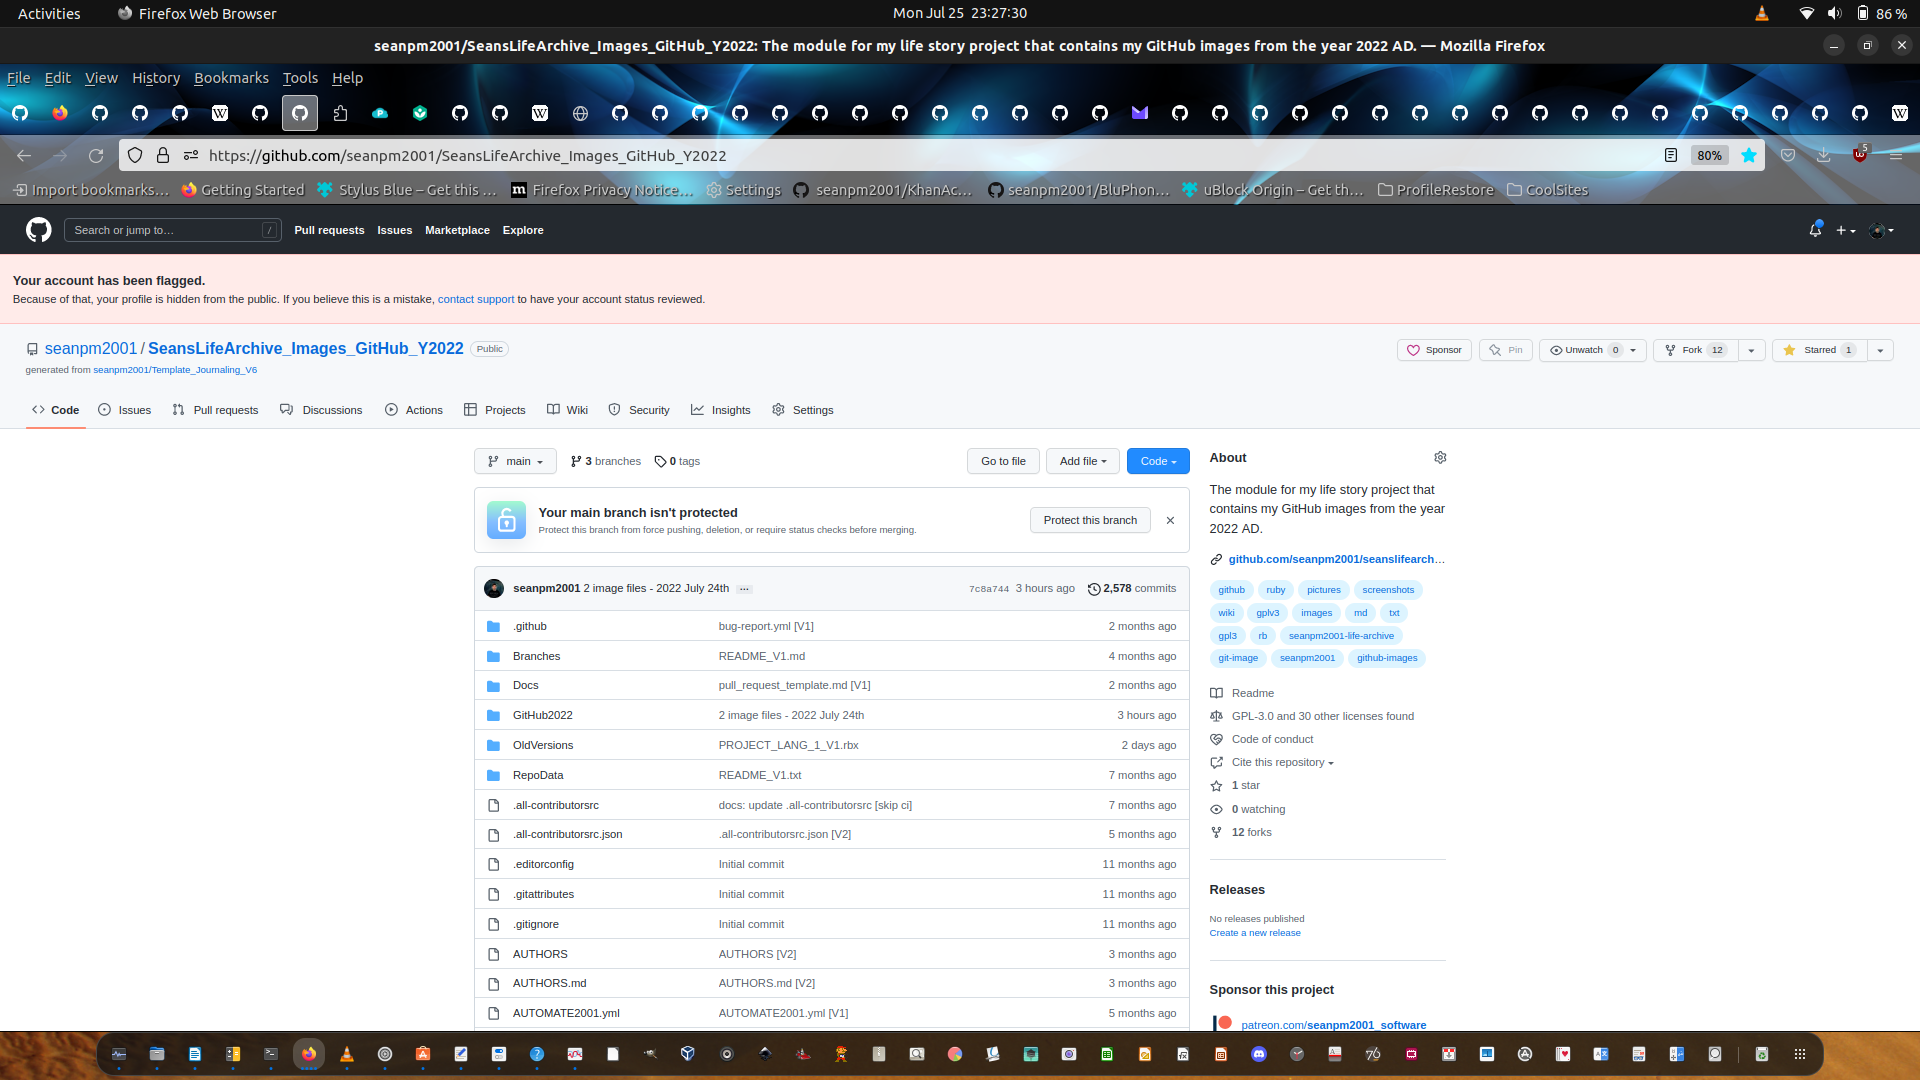 Activities
Firefox Web Browser
Mon Jul 25 23:27:30
86 %
seanpm2001/SeansLifeArchive_Images_GitHub_Y2022: The module for my life story project that contains my GitHub images from the year 2022 AD. — Mozilla Firefox
File Edit View History Bookmarks Tools Help
https://github.com/seanpm2001/SeansLifeArchive_Images_GitHub_Y2022
80%
5
Import bookmarks… Getting Started Stylus Blue – Get this … Firefox Privacy Notice… Settings seanpm2001/KhanAc… seanpm2001/BluPhon… uBlock Origin – Get th… ProfileRestore CoolSites
Search or jump to… /
Pull requests Issues Marketplace Explore
Your account has been flagged.
Because of that, your profile is hidden from the public. If you believe this is a mistake, contact support to have your account status reviewed.
seanpm2001 / SeansLifeArchive_Images_GitHub_Y2022 Public
Sponsor Pin Unwatch 0 Fork 12 Starred 1
generated from seanpm2001/Template_Journaling_V6
Code Issues Pull requests Discussions Actions Projects Wiki Security Insights Settings
main 3 branches 0 tags
Go to file Add file Code
Your main branch isn't protected
Protect this branch from force pushing, deletion, or require status checks before merging.
Protect this branch
seanpm2001 2 image files - 2022 July 24th … 7c8a744 3 hours ago 2,578 commits
.github bug-report.yml [V1] 2 months ago
Branches README_V1.md 4 months ago
Docs pull_request_template.md [V1] 2 months ago
GitHub2022 2 image files - 2022 July 24th 3 hours ago
OldVersions PROJECT_LANG_1_V1.rbx 2 days ago
RepoData README_V1.txt 7 months ago
.all-contributorsrc docs: update .all-contributorsrc [skip ci] 7 months ago
.all-contributorsrc.json .all-contributorsrc.json [V2] 5 months ago
.editorconfig Initial commit 11 months ago
.gitattributes Initial commit 11 months ago
.gitignore Initial commit 11 months ago
AUTHORS AUTHORS [V2] 3 months ago
AUTHORS.md AUTHORS.md [V2] 3 months ago
AUTOMATE2001.yml AUTOMATE2001.yml [V1] 5 months ago
About
The module for my life story project that
contains my GitHub images from the year
2022 AD.
github.com/seanpm2001/seanslifearch…
github ruby pictures screenshots
wiki gplv3 images md txt
gpl3 rb seanpm2001-life-archive
git-image seanpm2001 github-images
Readme
GPL-3.0 and 30 other licenses found
Code of conduct
Cite this repository
1 star
0 watching
12 forks
Releases
No releases published
Create a new release
Sponsor this project
patreon.com/seanpm2001_software